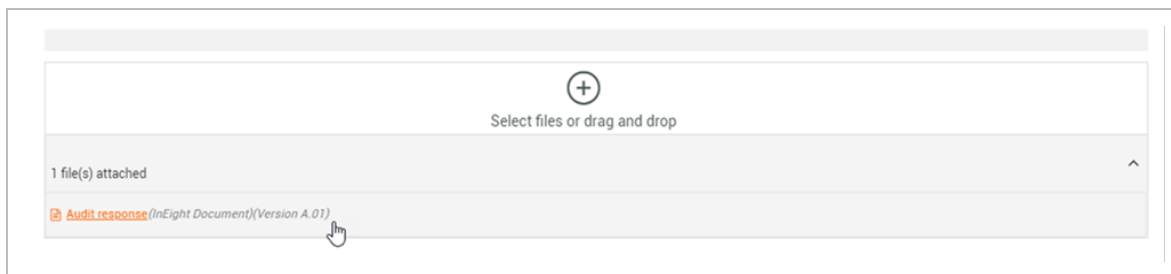 Select files or drag and drop
1 file(s) attached
Audit response(InEight Document)(Version A.01)